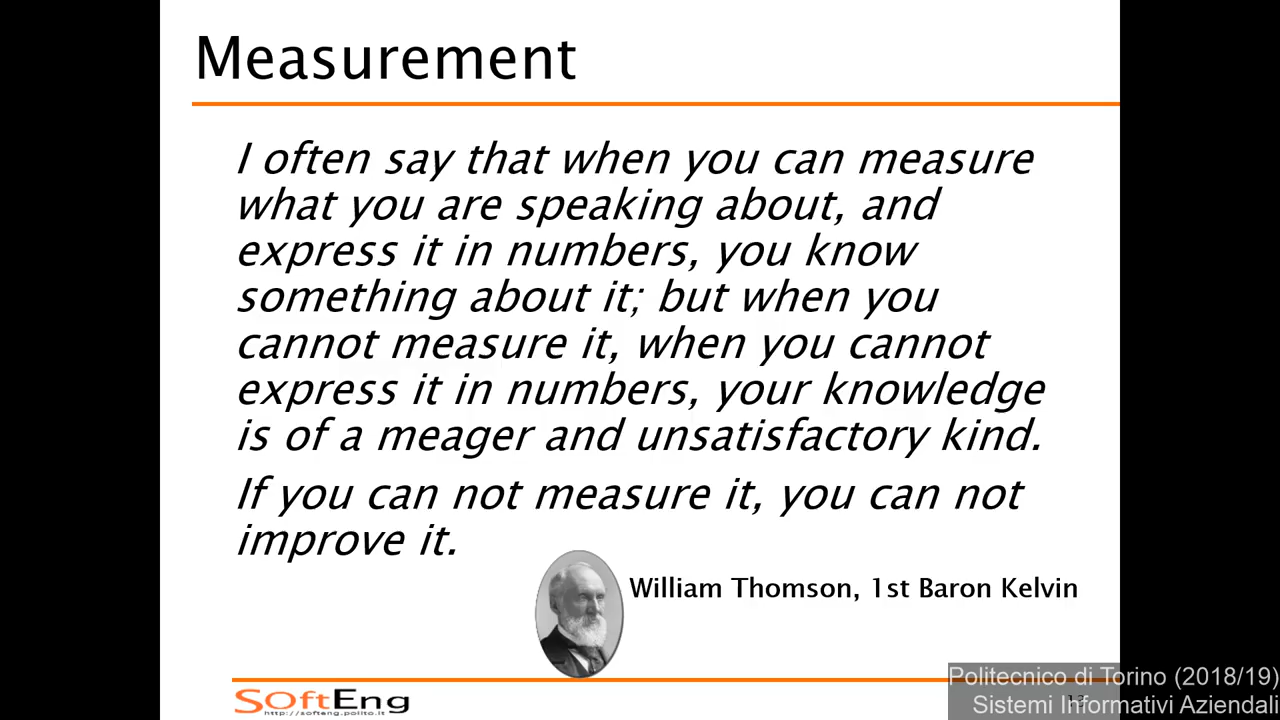 Measurement
I often say that when you can measure
what you are speaking about, and
express it in numbers, you know
something about it; but when you
cannot measure it, when you cannot
express it in numbers, your knowledge
is of a meager and unsatisfactory kind.
If you can not measure it, you can not
improve it.
William Thomson, 1st Baron Kelvin
SoftEng
http://softeng.polito.it
Politecnico di Torino (2018/19)
Sistemi Informativi Aziendali